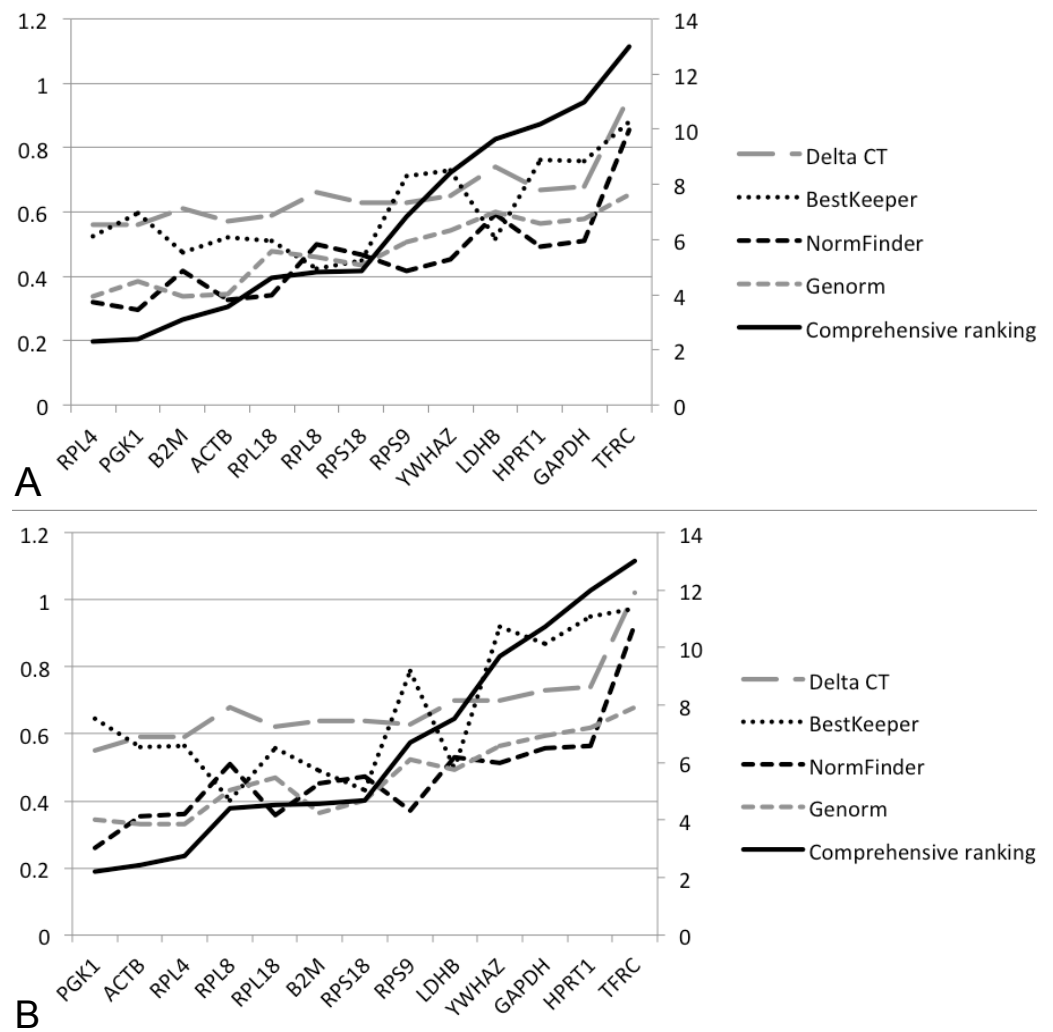 1.2
1
0.8
0.6
0.4
0.2
0
14
12
10
8
6
4
2
0
RPL4 PGK1 B2M ACTB RPL18 RPL8 RPS18 RPS9 YWHAZ LDHB HPRT1 GAPDH TFRC
Delta CT
BestKeeper
NormFinder
Genorm
Comprehensive ranking
A
1.2
1
0.8
0.6
0.4
0.2
0
14
12
10
8
6
4
2
0
PGK1 ACTB RPL4 RPL8 RPL18 B2M RPS18 RPS9 LDHB YWHAZ GAPDH HPRT1 TFRC
Delta CT
BestKeeper
NormFinder
Genorm
Comprehensive ranking
B